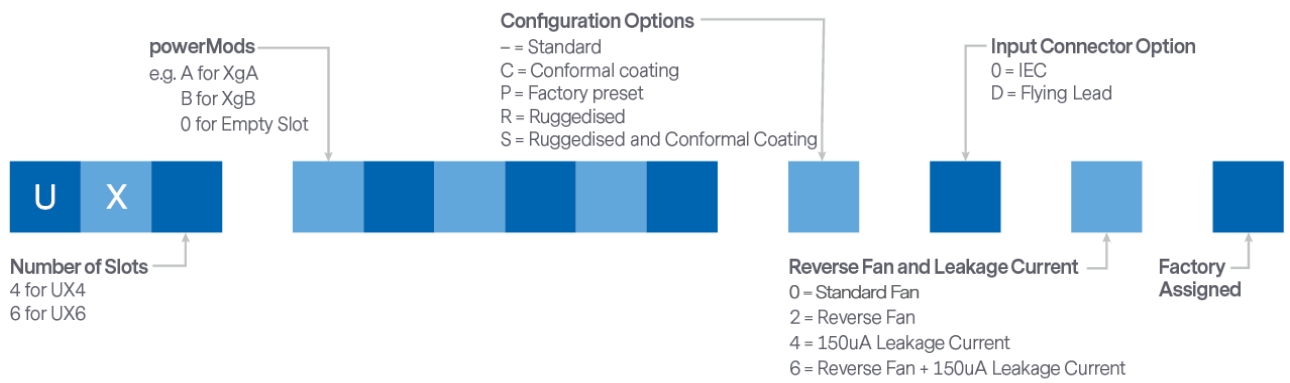 Configuration Options
– = Standard
C = Conformal coating
P = Factory preset
R = Ruggedised
S = Ruggedised and Conformal Coating
powerMods
e.g. A for XgA
B for XgB
0 for Empty Slot
Input Connector Option
0 = IEC
D = Flying Lead
U X
Number of Slots
4 for UX4
6 for UX6
Reverse Fan and Leakage Current
0 = Standard Fan
2 = Reverse Fan
4 = 150uA Leakage Current
6 = Reverse Fan + 150uA Leakage Current
Factory
Assigned